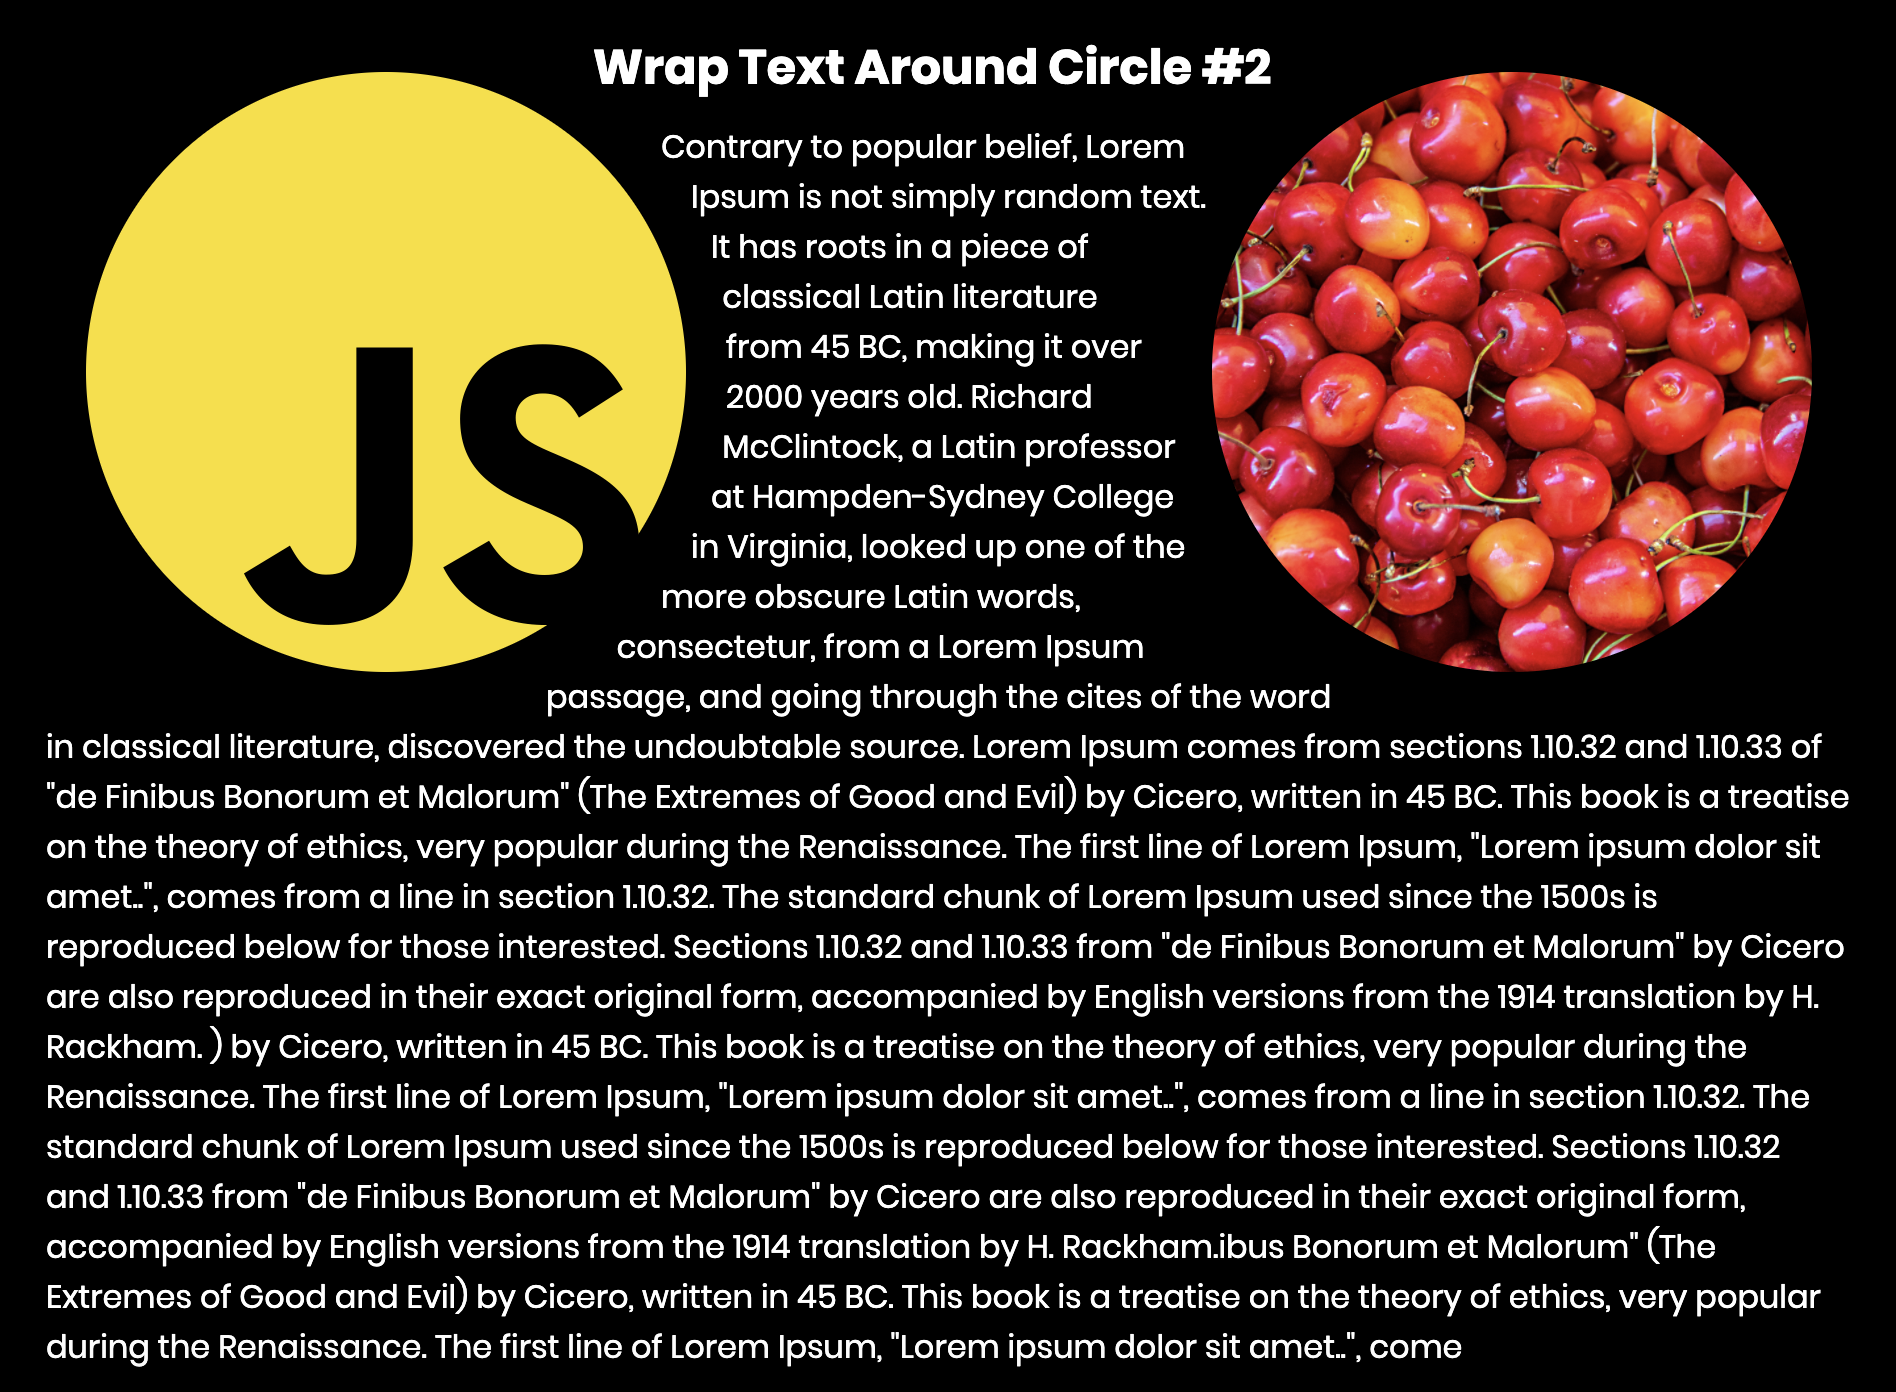 Wrap Text Around Circle #2
JS
Contrary to popular belief, Lorem
Ipsum is not simply random text.
It has roots in a piece of
classical Latin literature
from 45 BC, making it over
2000 years old. Richard
McClintock, a Latin professor
at Hampden-Sydney College
in Virginia, looked up one of the
more obscure Latin words,
consectetur, from a Lorem Ipsum
passage, and going through the cites of the word
in classical literature, discovered the undoubtable source. Lorem Ipsum comes from sections 1.10.32 and 1.10.33 of
"de Finibus Bonorum et Malorum" (The Extremes of Good and Evil) by Cicero, written in 45 BC. This book is a treatise
on the theory of ethics, very popular during the Renaissance. The first line of Lorem Ipsum, "Lorem ipsum dolor sit
amet..", comes from a line in section 1.10.32. The standard chunk of Lorem Ipsum used since the 1500s is
reproduced below for those interested. Sections 1.10.32 and 1.10.33 from "de Finibus Bonorum et Malorum" by Cicero
are also reproduced in their exact original form, accompanied by English versions from the 1914 translation by H.
Rackham. ) by Cicero, written in 45 BC. This book is a treatise on the theory of ethics, very popular during the
Renaissance. The first line of Lorem Ipsum, "Lorem ipsum dolor sit amet..", comes from a line in section 1.10.32. The
standard chunk of Lorem Ipsum used since the 1500s is reproduced below for those interested. Sections 1.10.32
and 1.10.33 from "de Finibus Bonorum et Malorum" by Cicero are also reproduced in their exact original form,
accompanied by English versions from the 1914 translation by H. Rackham.ibus Bonorum et Malorum" (The
Extremes of Good and Evil) by Cicero, written in 45 BC. This book is a treatise on the theory of ethics, very popular
during the Renaissance. The first line of Lorem Ipsum, "Lorem ipsum dolor sit amet..", come